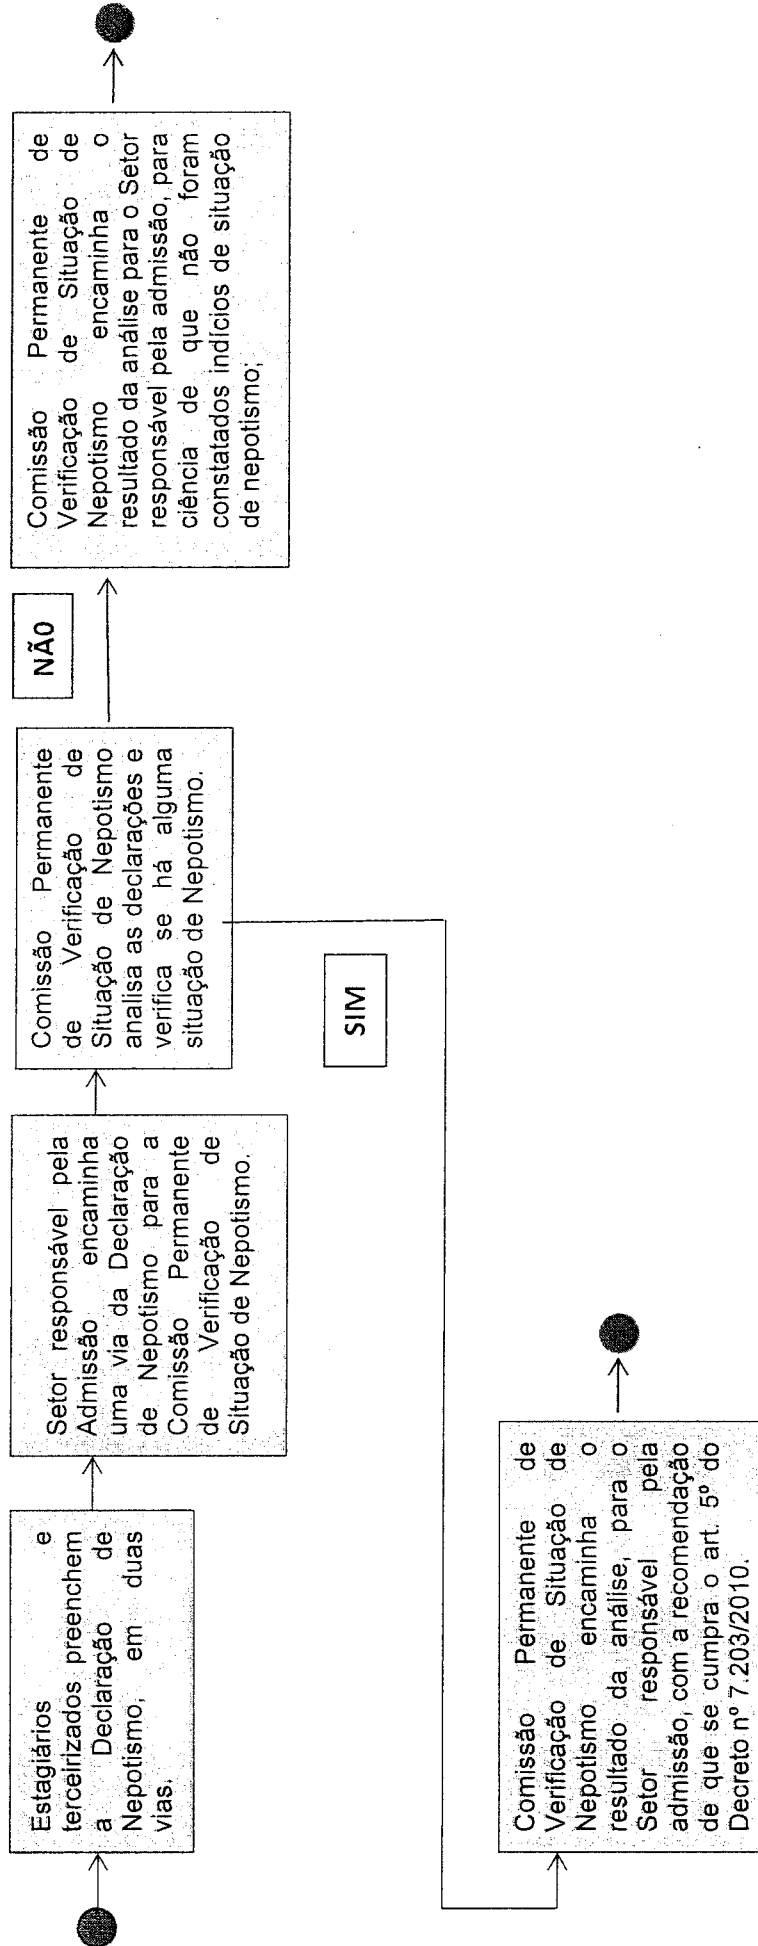 Estagiários e
terceirizados preenchem
a Declaração de
Nepotismo, em duas
vias.
Setor responsável pela
Admissão encaminha
uma via da Declaração
de Nepotismo para a
Comissão Permanente
de Verificação de
Situação de Nepotismo.
Comissão Permanente
de Verificação de
Situação de Nepotismo
analisa as declarações e
verifica se há alguma
situação de Nepotismo.
NÃO
Comissão Permanente de
Verificação de Situação de
Nepotismo encaminha o
resultado da análise para o Setor
responsável pela admissão, para
ciência de que não foram
constatados indícios de situação
de nepotismo;
SIM
Comissão Permanente de
Verificação de Situação de
Nepotismo encaminha o
resultado da análise, para o
Setor responsável pela
admissão, com a recomendação
de que se cumpra o art. 5º do
Decreto nº 7.203/2010.